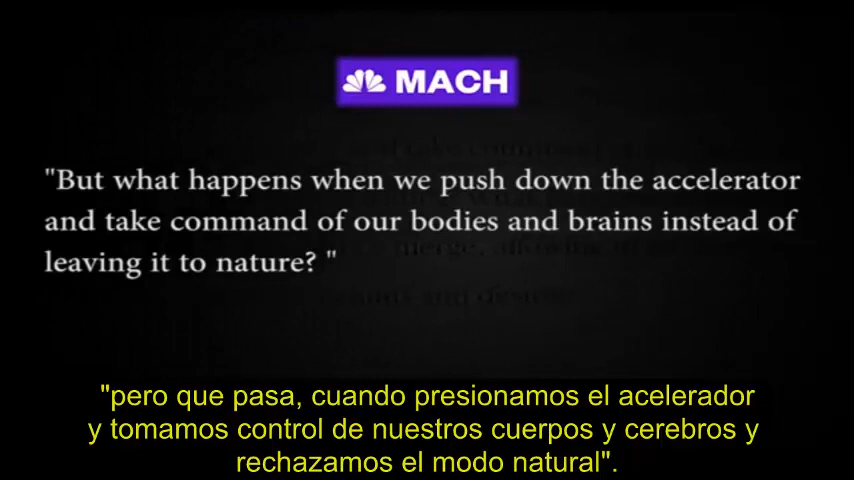 MACH
"But what happens when we push down the accelerator
and take command of our bodies and brains instead of
leaving it to nature? "
"pero que pasa, cuando presionamos el acelerador
y tomamos control de nuestros cuerpos y cerebros y
rechazamos el modo natural".